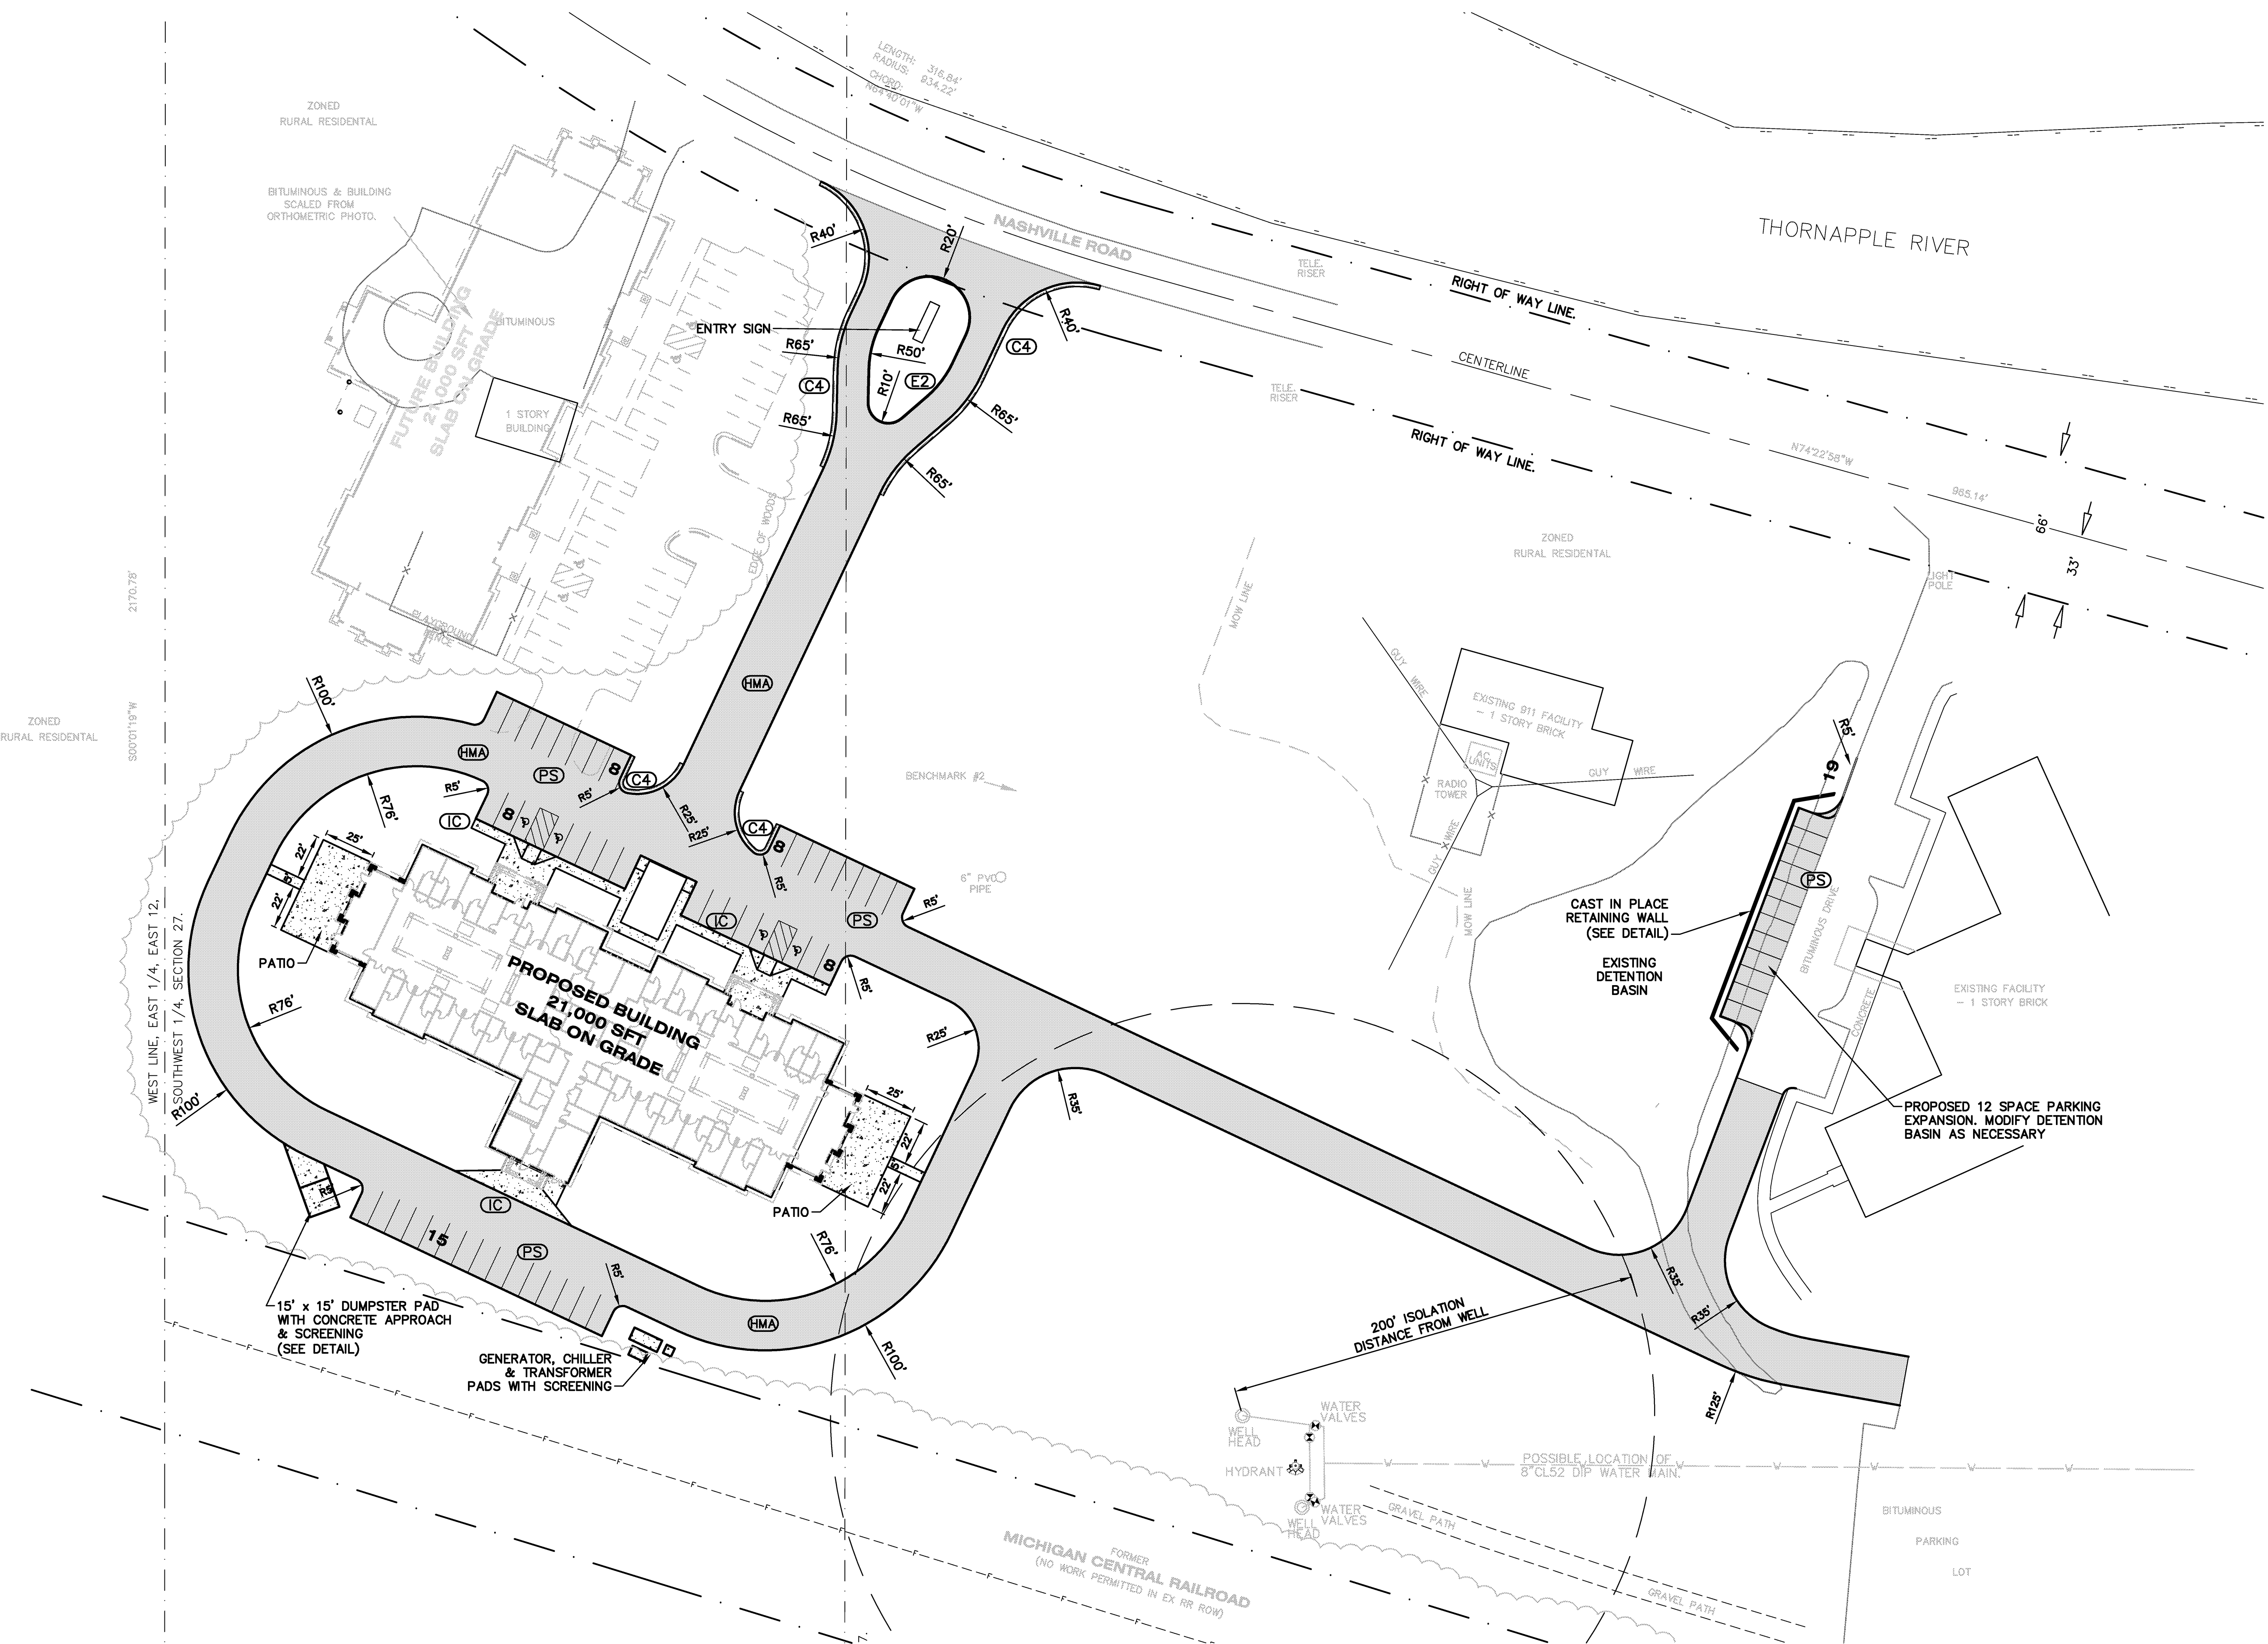 LENGTH: 316.84'
RADIUS: 934.22'
CHORD:
N64°40'01"W
ZONED
RURAL RESIDENTAL
BITUMINOUS & BUILDING
SCALED FROM
ORTHOMETRIC PHOTO.
NASHVILLE ROAD
THORNAPPLE RIVER
TELE.
RISER
RIGHT OF WAY LINE.
CENTERLINE
TELE.
RISER
RIGHT OF WAY LINE.
N74°22'58"W
965.14'
66'
33'
R40'
R20'
ENTRY SIGN
R65'
R50'
R10'
E2
C4
R40'
C4
R65'
R65'
R65'
BITUMINOUS
FUTURE BUILDING
21,000 SFT
SLAB ON GRADE
1 STORY
BUILDING
EDGE OF WOODS
PLAYGROUND
FENCE
2170.78'
S00°01'19"W
ZONED
RURAL RESIDENTAL
ZONED
RURAL RESIDENTAL
LIGHT
POLE
MOW LINE
GUY WIRE
EXISTING 911 FACILITY
- 1 STORY BRICK
AC
UNITS
RADIO
TOWER
GUY WIRE
GUY WIRE
MOW LINE
BENCHMARK #2
6" PVC
PIPE
HMA
R100'
HMA
PS
8
C4
R5'
R25'
R25'
C4
8
R5'
R5'
R76'
IC
8
25'
22'
5'
22'
PATIO
IC
PS
8
R5'
R5'
PROPOSED BUILDING
21,000 SFT
SLAB ON GRADE
R76'
R100'
R25'
R35'
25'
22'
5'
22'
PATIO
WEST LINE, EAST 1/4, EAST 12,
SOUTHWEST 1/4, SECTION 27.
R5'
IC
15
PS
R5'
R76'
HMA
R100'
15' x 15' DUMPSTER PAD
WITH CONCRETE APPROACH
& SCREENING
(SEE DETAIL)
GENERATOR, CHILLER
& TRANSFORMER
PADS WITH SCREENING
R5'
19
PS
CAST IN PLACE
RETAINING WALL
(SEE DETAIL)
EXISTING
DETENTION
BASIN
BITUMINOUS DRIVE
CONCRETE
EXISTING FACILITY
- 1 STORY BRICK
PROPOSED 12 SPACE PARKING
EXPANSION. MODIFY DETENTION
BASIN AS NECESSARY
R35'
R35'
R125'
200' ISOLATION
DISTANCE FROM WELL
WATER
VALVES
WELL
HEAD
HYDRANT
WELL
HEAD
WATER
VALVES
POSSIBLE LOCATION OF
8"CL52 DIP WATER MAIN.
GRAVEL PATH
GRAVEL PATH
BITUMINOUS
PARKING
LOT
FORMER
MICHIGAN CENTRAL RAILROAD
(NO WORK PERMITTED IN EX RR ROW)